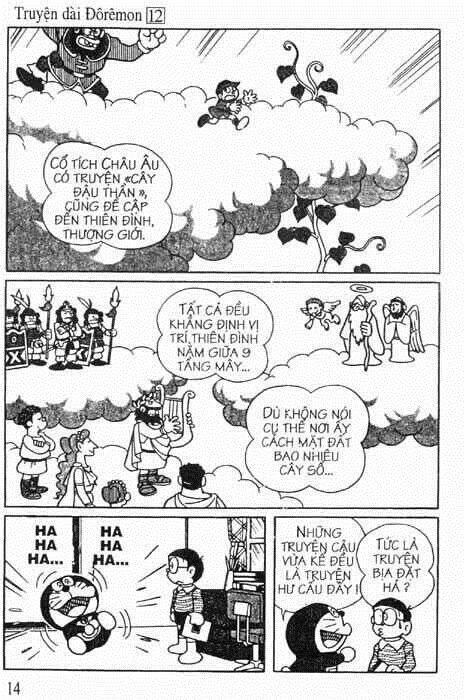 Truyện dài Đôrêmon 12
CỔ TÍCH CHÂU ÂU
CÓ TRUYỆN «CÂY
ĐẬU THẦN»,
CŨNG ĐỀ CẬP
ĐẾN THIÊN ĐÌNH,
THƯỢNG GIỚI.
TẤT CẢ ĐỀU
KHẲNG ĐỊNH VỊ
TRÍ THIÊN ĐÌNH
NẰM GIỮA 9
TẦNG MÂY...
DÙ KHÔNG NÓI
CỤ THỂ NƠI ẤY
CÁCH MẶT ĐẤT
BAO NHIÊU
CÂY SỐ...
HA
HA
HA...
HA
HA
HA...
NHỮNG
TRUYỆN CẬU
VỪA KỂ ĐỀU
LÀ TRUYỆN
HƯ CẤU ĐẤY!
TỨC LÀ
TRUYỆN
BỊA ĐẶT
HẢ?
14